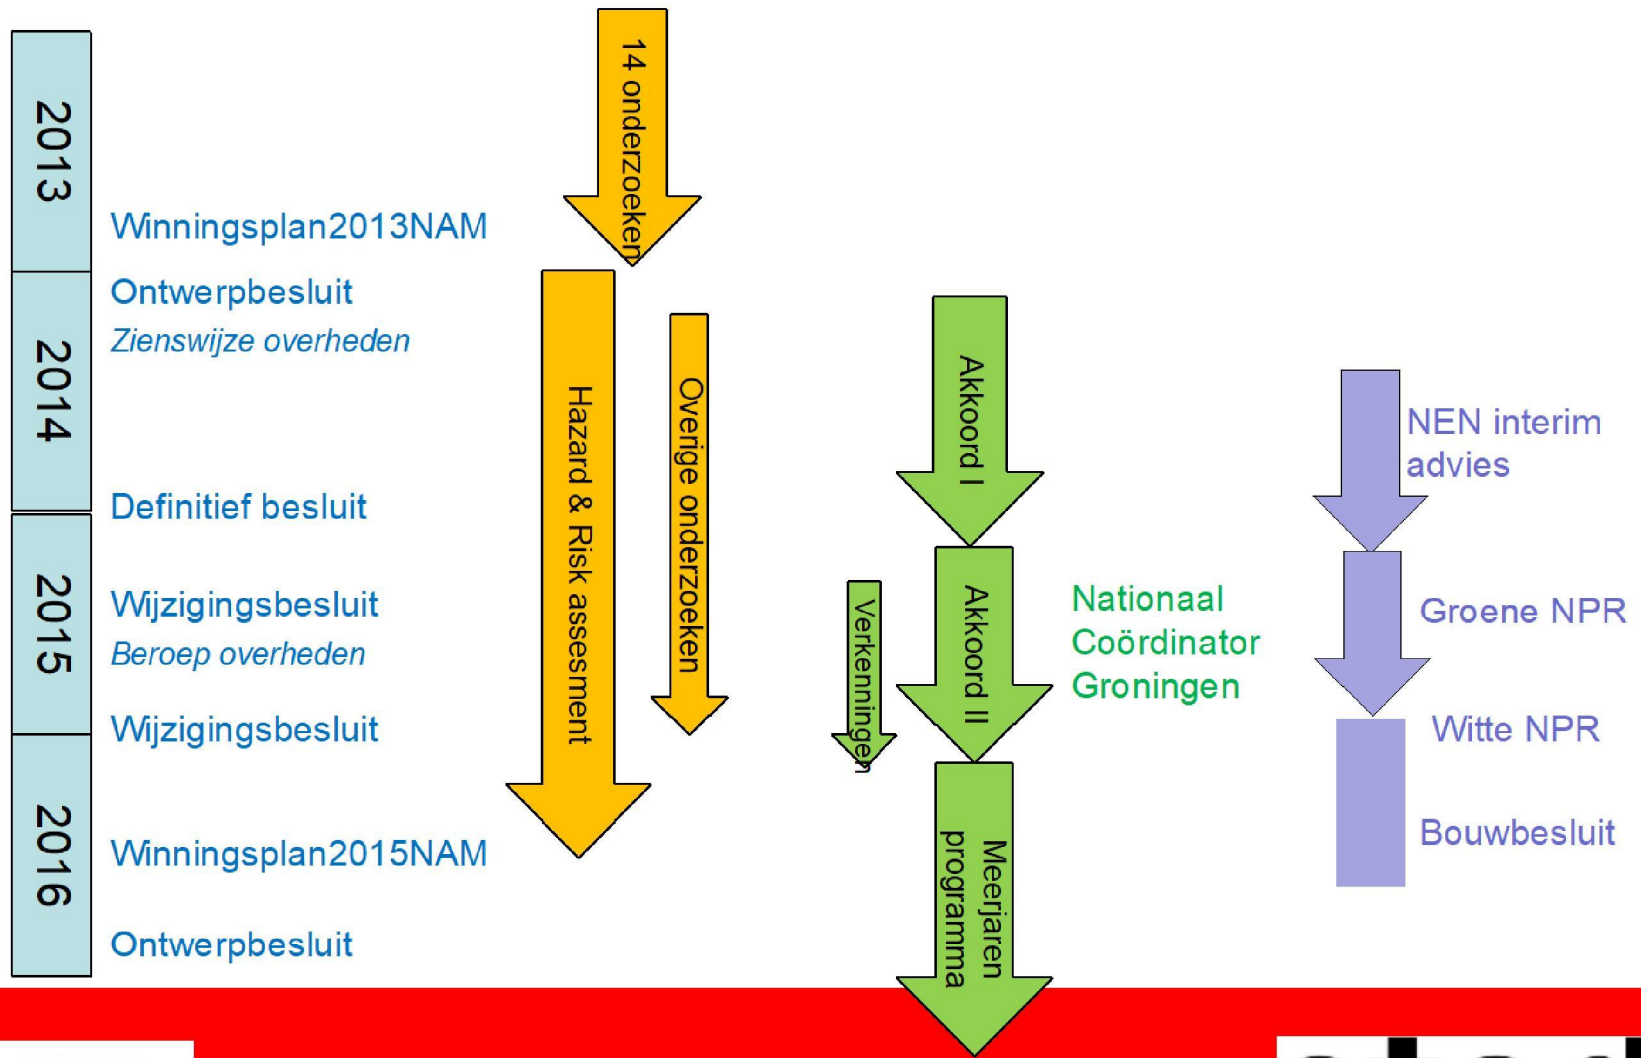 2013
2014
2015
2016
Winningsplan2013NAM
Ontwerpbesluit
Zienswijze overheden
Definitief besluit
Wijzigingsbesluit
Beroep overheden
Wijzigingsbesluit
Winningsplan2015NAM
Ontwerpbesluit
14 onderzoeken
Hazard & Risk assesment
Overige onderzoeken
Akkoord I
Verkenningen
Akkoord II
Meerjaren
programma
Nationaal
Coördinator
Groningen
NEN interim
advies
Groene NPR
Witte NPR
Bouwbesluit